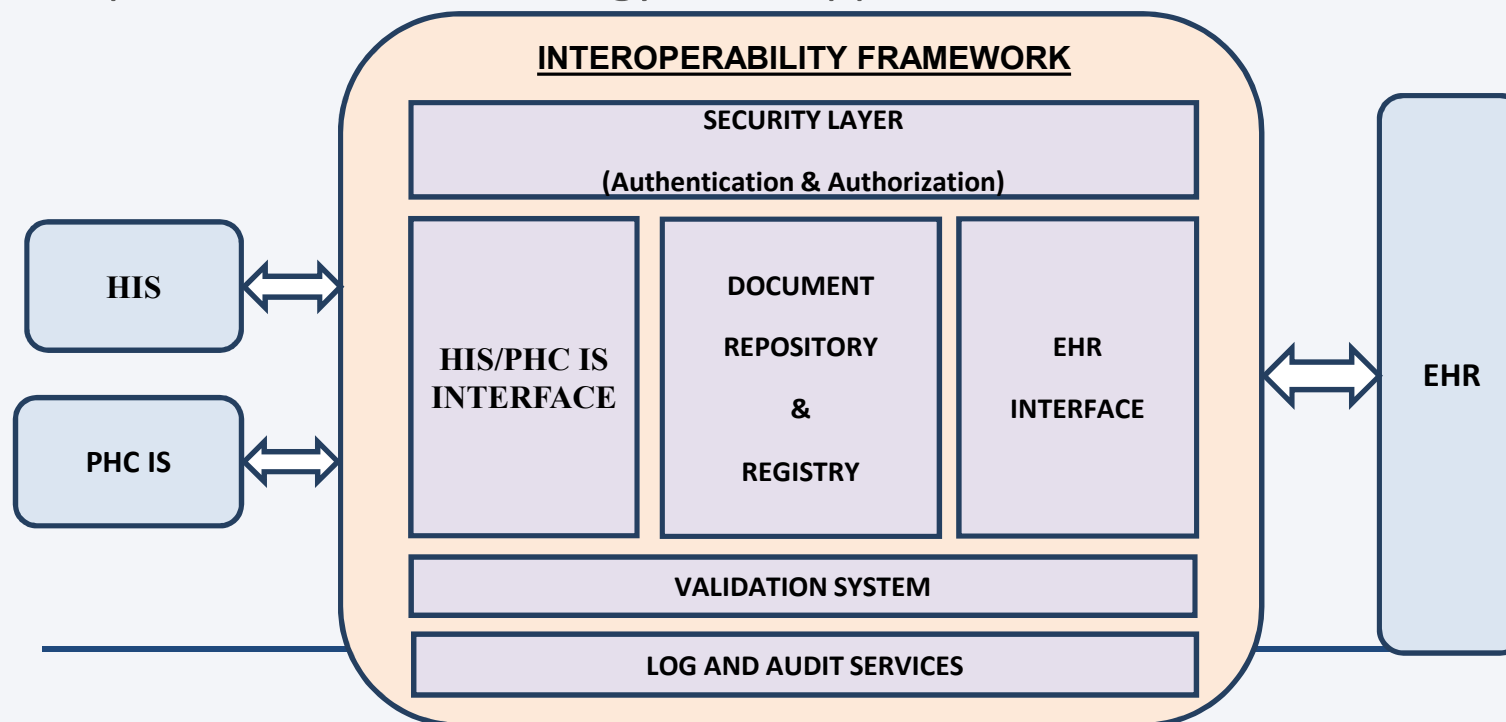 INTEROPERABILITY FRAMEWORK
SECURITY LAYER
(Authentication & Authorization)
HIS
PHC IS
HIS/PHC IS
INTERFACE
DOCUMENT
REPOSITORY
&
REGISTRY
EHR
INTERFACE
EHR
VALIDATION SYSTEM
LOG AND AUDIT SERVICES